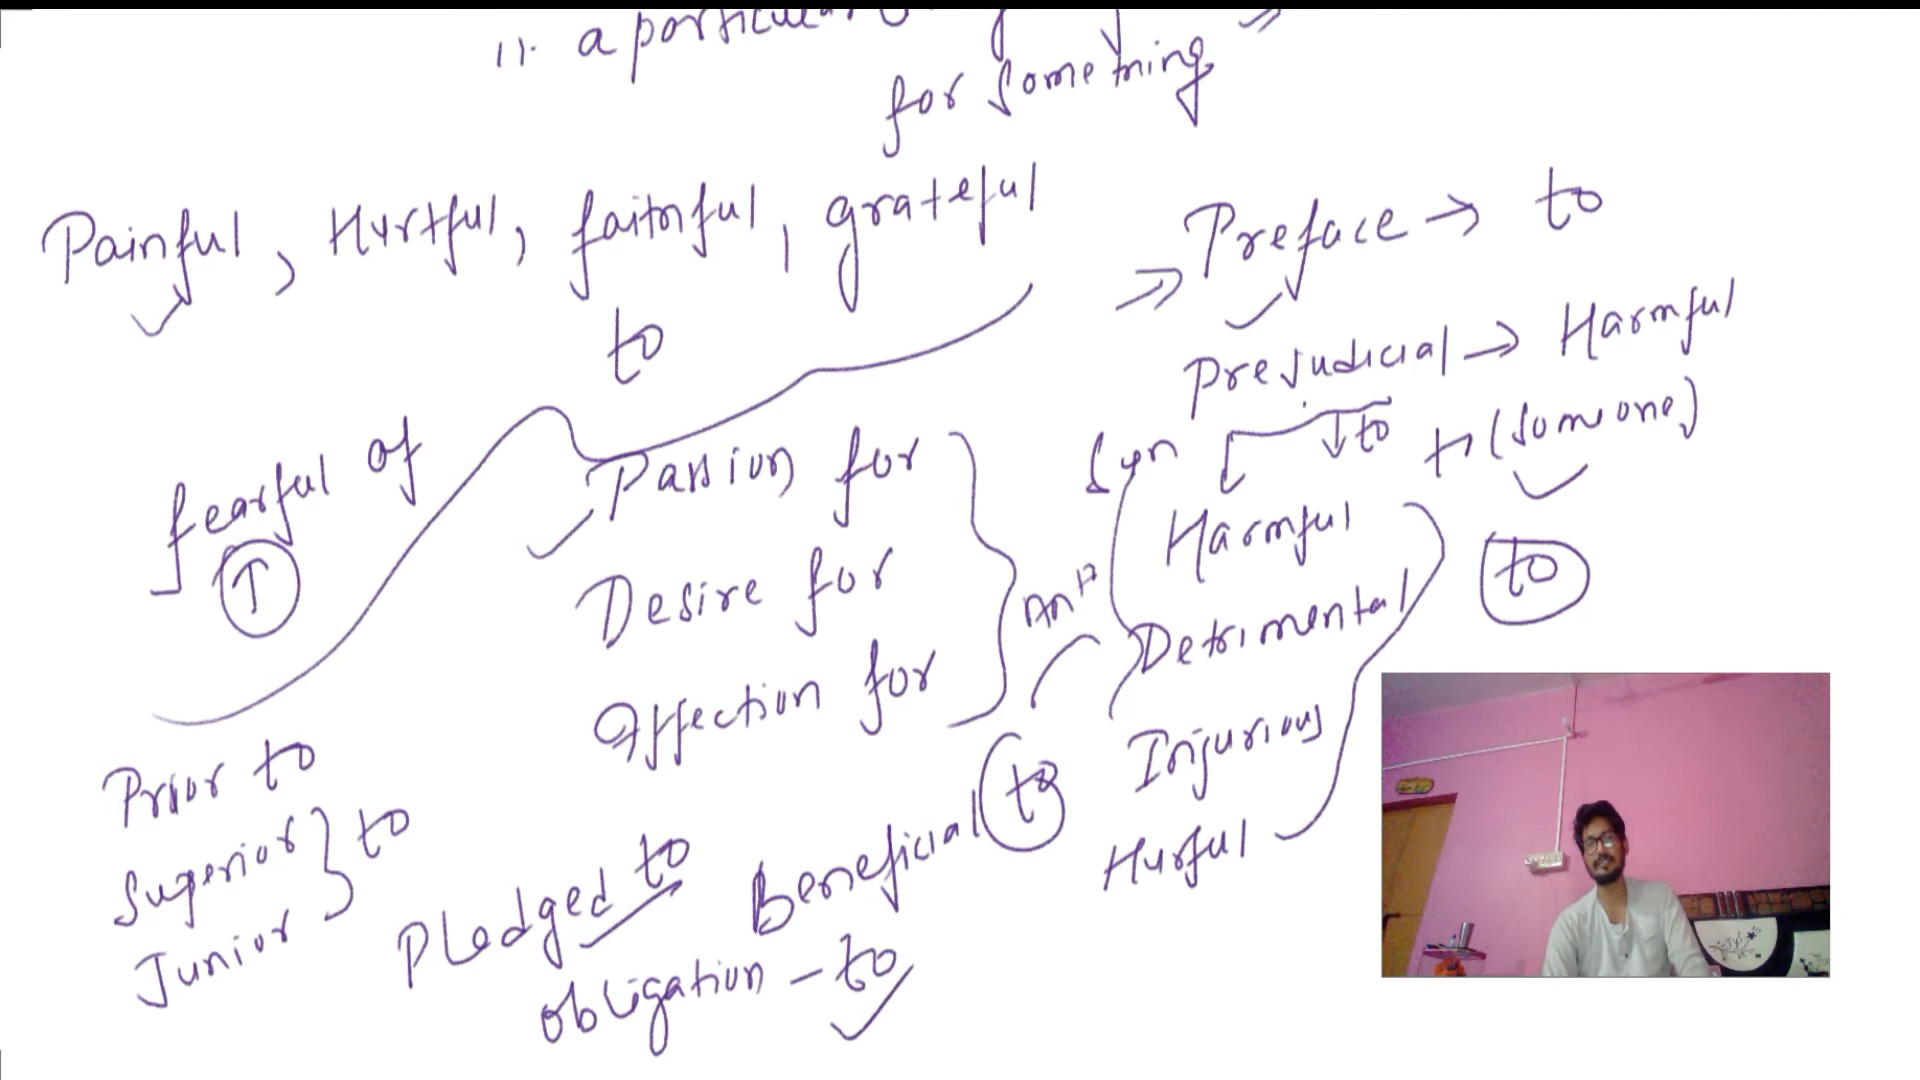 11. a particular
for something
Painful, Hurtful, faithful, grateful
to
⇒ Preface → to
Prejudicial → Harmful
to to (someone)
fearful of
Passion for
Desire for
Affection for
Syn
Harmful
Detrimental
Injurious
Hurful
to
Ant
Beneficial to
Prior to
Superior
Junior
to
Pledged to
obligation - to